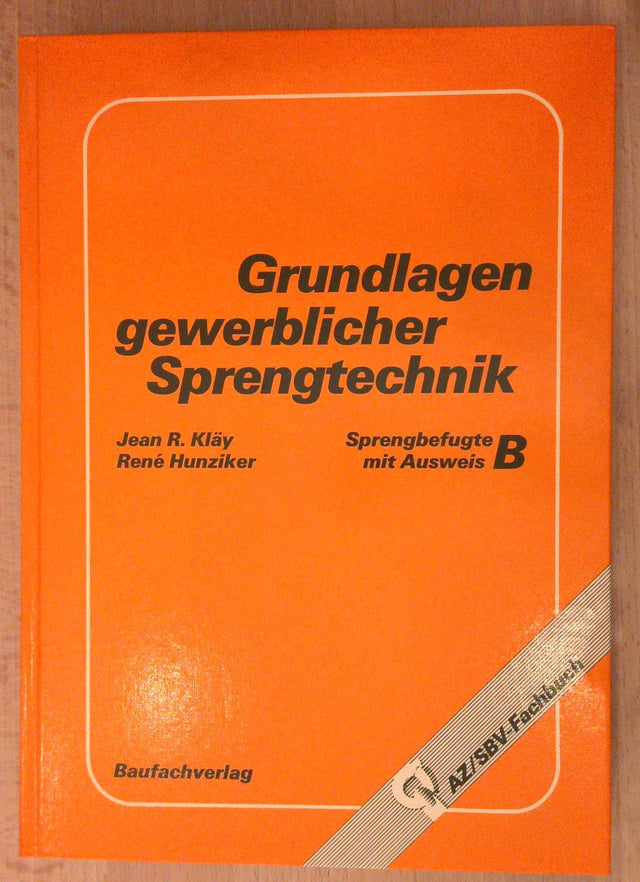 Grundlagen
gewerblicher
Sprengtechnik
Jean R. Kläy
René Hunziker
Sprengbefugte
mit Ausweis B
AZ/SBV-Fachbuch
Baufachverlag